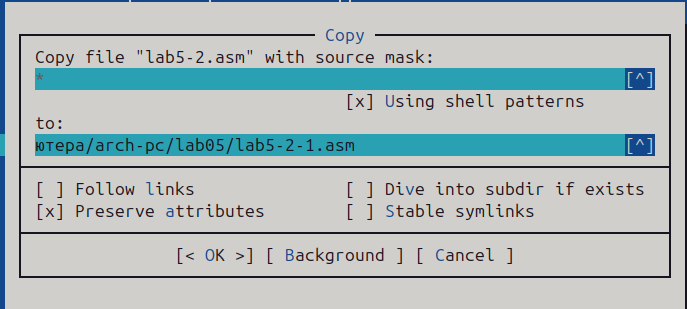 Copy
Copy file "lab5-2.asm" with source mask:
* [^]
[x] Using shell patterns
to:
ютера/arch-pc/lab05/lab5-2-1.asm [^]
[ ] Follow links [ ] Dive into subdir if exists
[x] Preserve attributes [ ] Stable symlinks
[< OK >] [ Background ] [ Cancel ]